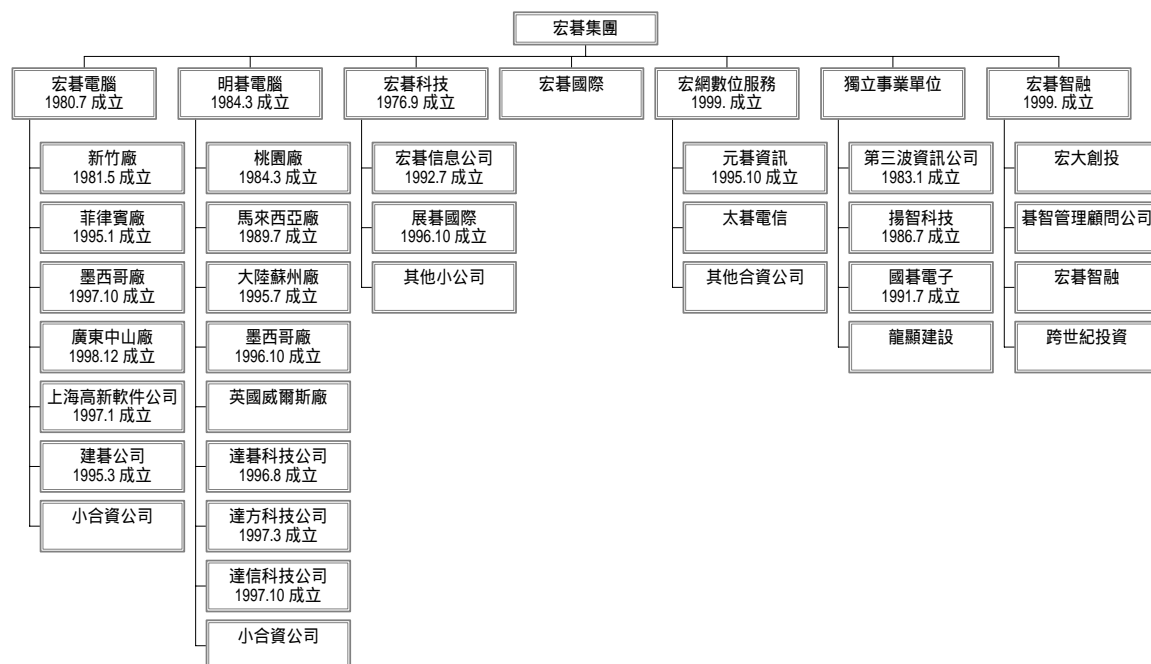 宏碁集團
宏碁電腦
1980.7 成立
明碁電腦
1984.3 成立
宏碁科技
1976.9 成立
宏碁國際
宏網數位服務
1999. 成立
獨立事業單位
宏碁智融
1999. 成立
新竹廠
1981.5 成立
菲律賓廠
1995.1 成立
墨西哥廠
1997.10 成立
廣東中山廠
1998.12 成立
上海高新軟件公司
1997.1 成立
建碁公司
1995.3 成立
小合資公司
桃園廠
1984.3 成立
馬來西亞廠
1989.7 成立
大陸蘇州廠
1995.7 成立
墨西哥廠
1996.10 成立
英國威爾斯廠
達碁科技公司
1996.8 成立
達方科技公司
1997.3 成立
達信科技公司
1997.10 成立
小合資公司
宏碁信息公司
1992.7 成立
展碁國際
1996.10 成立
其他小公司
元碁資訊
1995.10 成立
太碁電信
其他合資公司
第三波資訊公司
1983.1 成立
揚智科技
1986.7 成立
國碁電子
1991.7 成立
龍顯建設
宏大創投
碁智管理顧問公司
宏碁智融
跨世紀投資